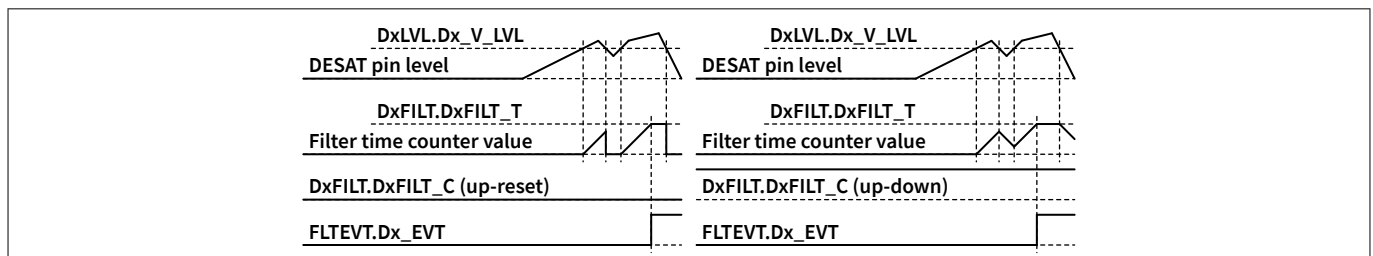 DxLVL.Dx_V_LVL
DESAT pin level
DxFILT.DxFILT_T
Filter time counter value
DxFILT.DxFILT_C (up-reset)
FLTEVT.Dx_EVT
DxLVL.Dx_V_LVL
DESAT pin level
DxFILT.DxFILT_T
Filter time counter value
DxFILT.DxFILT_C (up-down)
FLTEVT.Dx_EVT